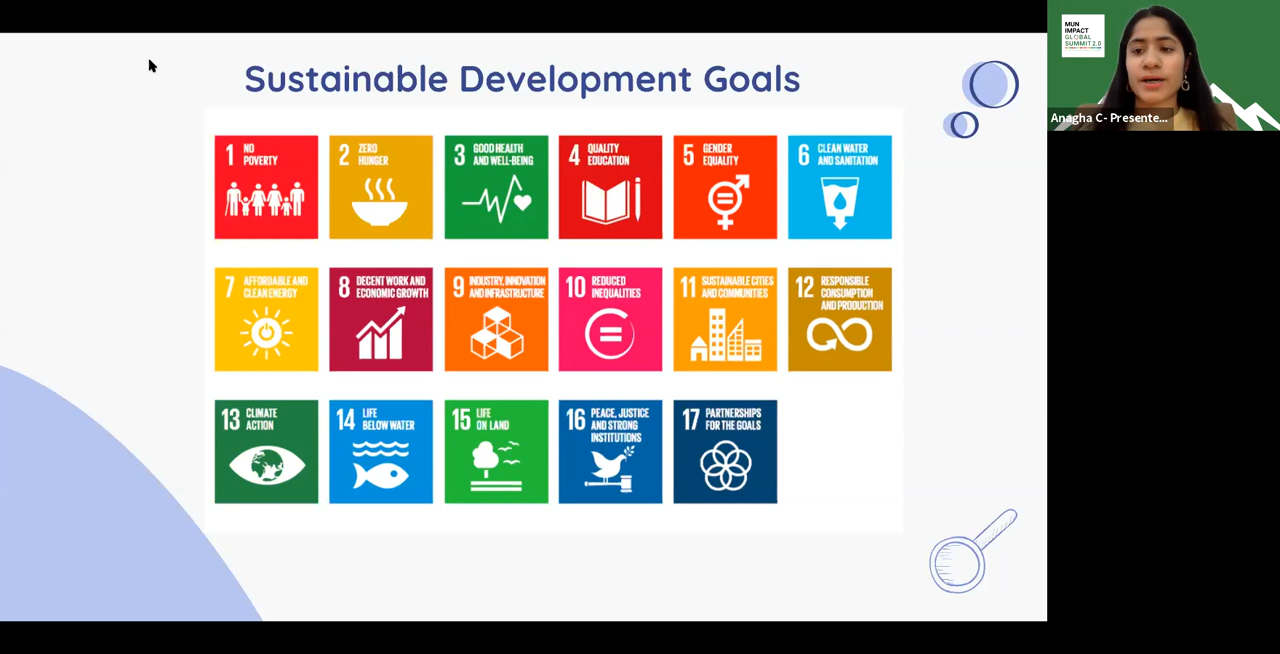 Sustainable Development Goals
1 NO
POVERTY
2 ZERO
HUNGER
3 GOOD HEALTH
AND WELL-BEING
4 QUALITY
EDUCATION
5 GENDER
EQUALITY
6 CLEAN WATER
AND SANITATION
7 AFFORDABLE AND
CLEAN ENERGY
8 DECENT WORK AND
ECONOMIC GROWTH
9 INDUSTRY, INNOVATION
AND INFRASTRUCTURE
10 REDUCED
INEQUALITIES
11 SUSTAINABLE CITIES
AND COMMUNITIES
12 RESPONSIBLE
CONSUMPTION
AND PRODUCTION
13 CLIMATE
ACTION
14 LIFE
BELOW WATER
15 LIFE
ON LAND
16 PEACE, JUSTICE
AND STRONG
INSTITUTIONS
17 PARTNERSHIPS
FOR THE GOALS
MUN
IMPACT
GLOBAL
SUMMIT 2.0
Anagha C- Presente...